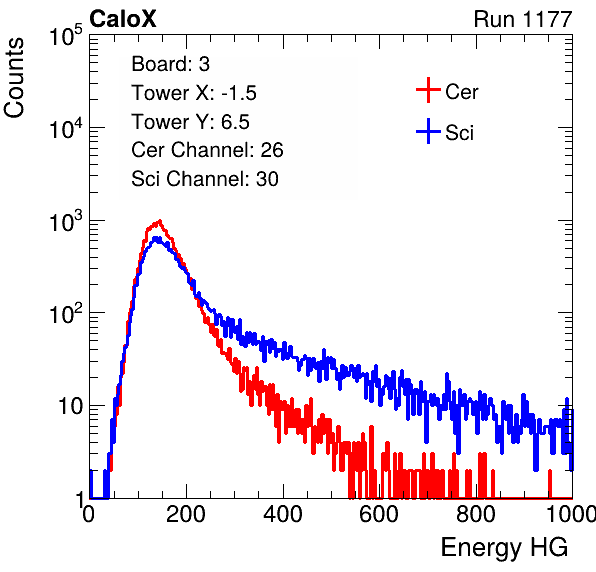 CaloX Run 1177
Counts
Board: 3
Tower X: -1.5
Tower Y: 6.5
Cer Channel: 26
Sci Channel: 30
Cer
Sci
10^5
10^4
10^3
10^2
10
1
0 200 400 600 800 1000
Energy HG